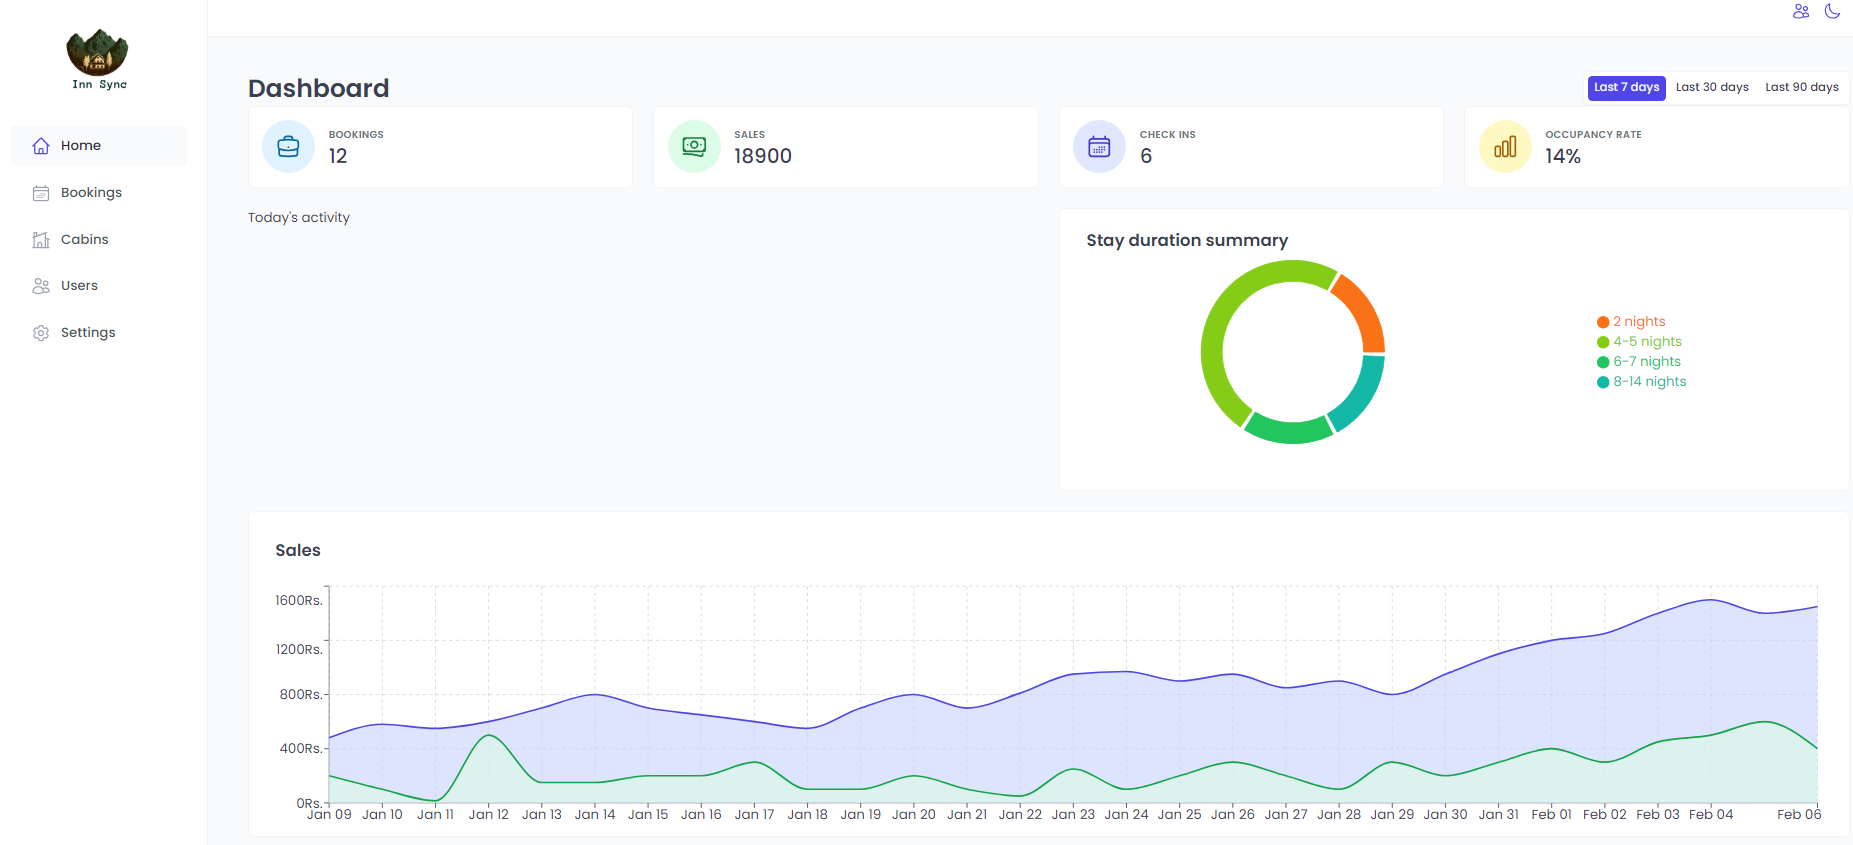 Inn Sync
Home
Bookings
Cabins
Users
Settings
Dashboard
Last 7 days Last 30 days Last 90 days
BOOKINGS
12
SALES
18900
CHECK INS
6
OCCUPANCY RATE
14%
Today's activity
Stay duration summary
2 nights
4-5 nights
6-7 nights
8-14 nights
Sales
1600Rs.
1200Rs.
800Rs.
400Rs.
0Rs.
Jan 09 Jan 10 Jan 11 Jan 12 Jan 13 Jan 14 Jan 15 Jan 16 Jan 17 Jan 18 Jan 19 Jan 20 Jan 21 Jan 22 Jan 23 Jan 24 Jan 25 Jan 26 Jan 27 Jan 28 Jan 29 Jan 30 Jan 31 Feb 01 Feb 02 Feb 03 Feb 04 Feb 06